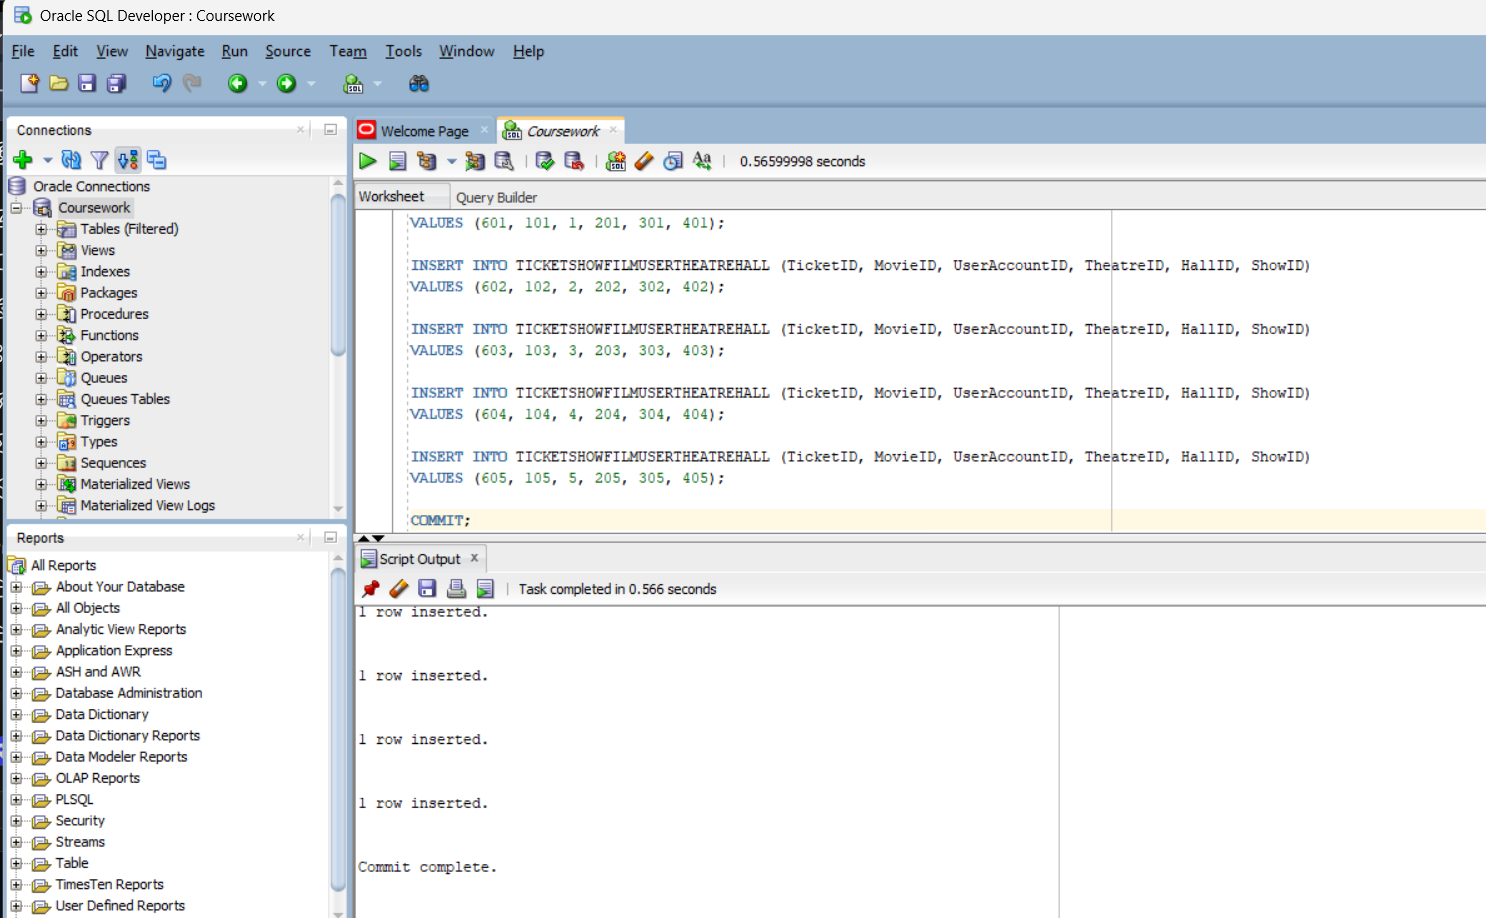 Oracle SQL Developer : Coursework
File Edit View Navigate Run Source Team Tools Window Help
Connections
Oracle Connections
Coursework
Tables (Filtered)
Views
Indexes
Packages
Procedures
Functions
Operators
Queues
Queues Tables
Triggers
Types
Sequences
Materialized Views
Materialized View Logs
Reports
All Reports
About Your Database
All Objects
Analytic View Reports
Application Express
ASH and AWR
Database Administration
Data Dictionary
Data Dictionary Reports
Data Modeler Reports
OLAP Reports
PLSQL
Security
Streams
Table
TimesTen Reports
User Defined Reports
Welcome Page Coursework
0.56599998 seconds
Worksheet Query Builder
VALUES (601, 101, 1, 201, 301, 401);
INSERT INTO TICKETSHOWFILMUSERTHEATREHALL (TicketID, MovieID, UserAccountID, TheatreID, HallID, ShowID)
VALUES (602, 102, 2, 202, 302, 402);
INSERT INTO TICKETSHOWFILMUSERTHEATREHALL (TicketID, MovieID, UserAccountID, TheatreID, HallID, ShowID)
VALUES (603, 103, 3, 203, 303, 403);
INSERT INTO TICKETSHOWFILMUSERTHEATREHALL (TicketID, MovieID, UserAccountID, TheatreID, HallID, ShowID)
VALUES (604, 104, 4, 204, 304, 404);
INSERT INTO TICKETSHOWFILMUSERTHEATREHALL (TicketID, MovieID, UserAccountID, TheatreID, HallID, ShowID)
VALUES (605, 105, 5, 205, 305, 405);
COMMIT;
Script Output
Task completed in 0.566 seconds
1 row inserted.
1 row inserted.
1 row inserted.
1 row inserted.
Commit complete.